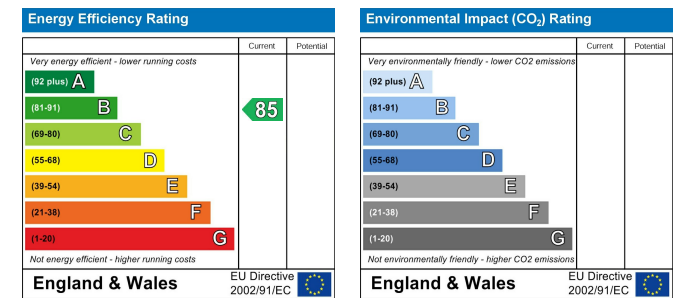 Energy Efficiency Rating
Current Potential
Very energy efficient - lower running costs
(92 plus) A
(81-91) B
85
(69-80) C
(55-68) D
(39-54) E
(21-38) F
(1-20) G
Not energy efficient - higher running costs
England & Wales
EU Directive
2002/91/EC
Environmental Impact (CO₂) Rating
Current Potential
Very environmentally friendly - lower CO2 emissions
(92 plus) A
(81-91) B
(69-80) C
(55-68) D
(39-54) E
(21-38) F
(1-20) G
Not environmentally friendly - higher CO2 emissions
England & Wales
EU Directive
2002/91/EC